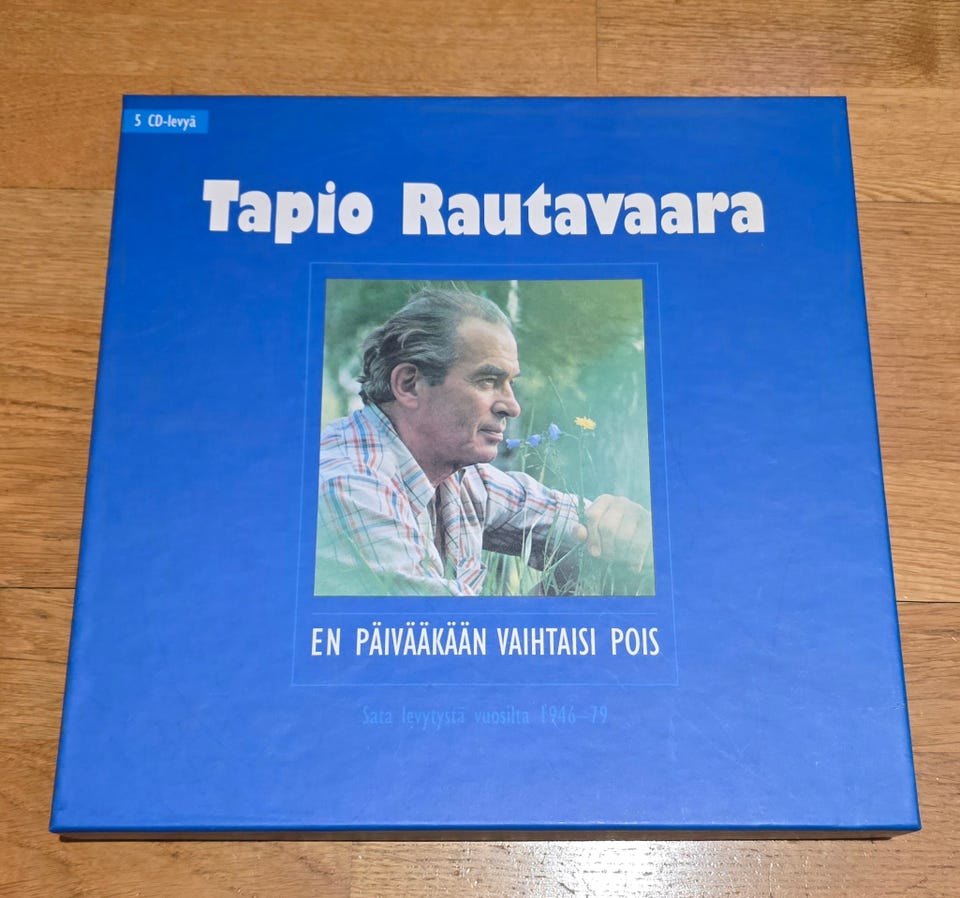 5 CD-levyä
Tapio Rautavaara
EN PÄIVÄÄKÄÄN VAIHTAISI POIS
Sata levytystä vuosilta 1946–79